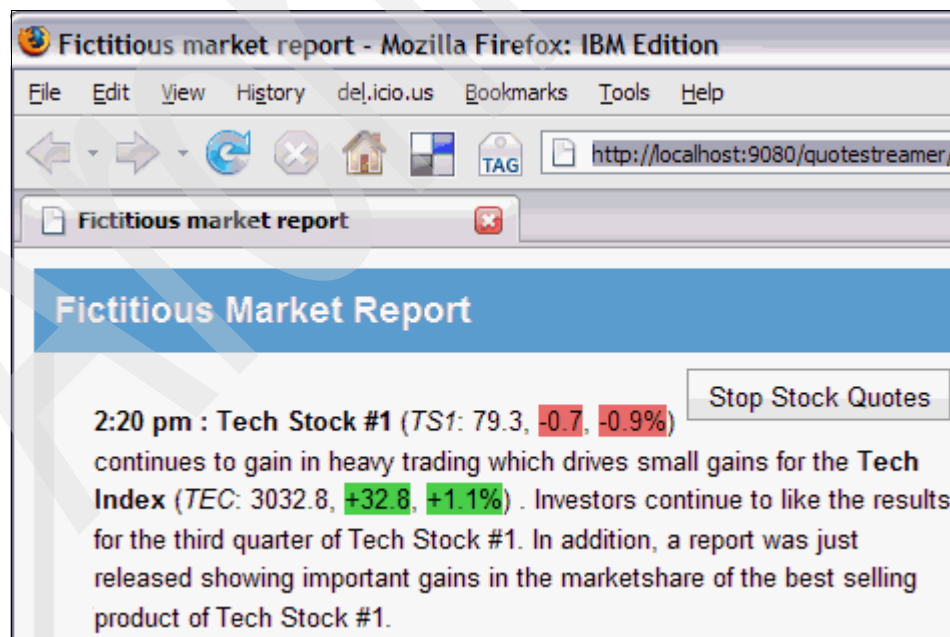 Fictitious market report - Mozilla Firefox: IBM Edition
File Edit View History del.icio.us Bookmarks Tools Help
TAG http://localhost:9080/quotestreamer/
Fictitious market report
Fictitious Market Report
Stop Stock Quotes
2:20 pm : Tech Stock #1 (TS1: 79.3, -0.7, -0.9%)
continues to gain in heavy trading which drives small gains for the Tech
Index (TEC: 3032.8, +32.8, +1.1%) . Investors continue to like the results
for the third quarter of Tech Stock #1. In addition, a report was just
released showing important gains in the marketshare of the best selling
product of Tech Stock #1.